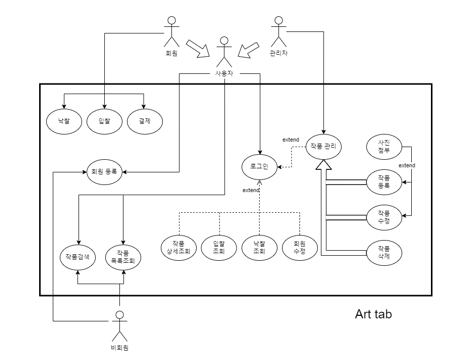 회원
관리자
사용자
낙찰
입찰
결제
extend
작품 관리
사진
첨부
로그인
extend
회원 등록
작품
등록
extend
작품
수정
작품검색
작품
목록조회
작품
상세조회
입찰
조회
낙찰
조회
회원
수정
작품
삭제
Art tab
비회원